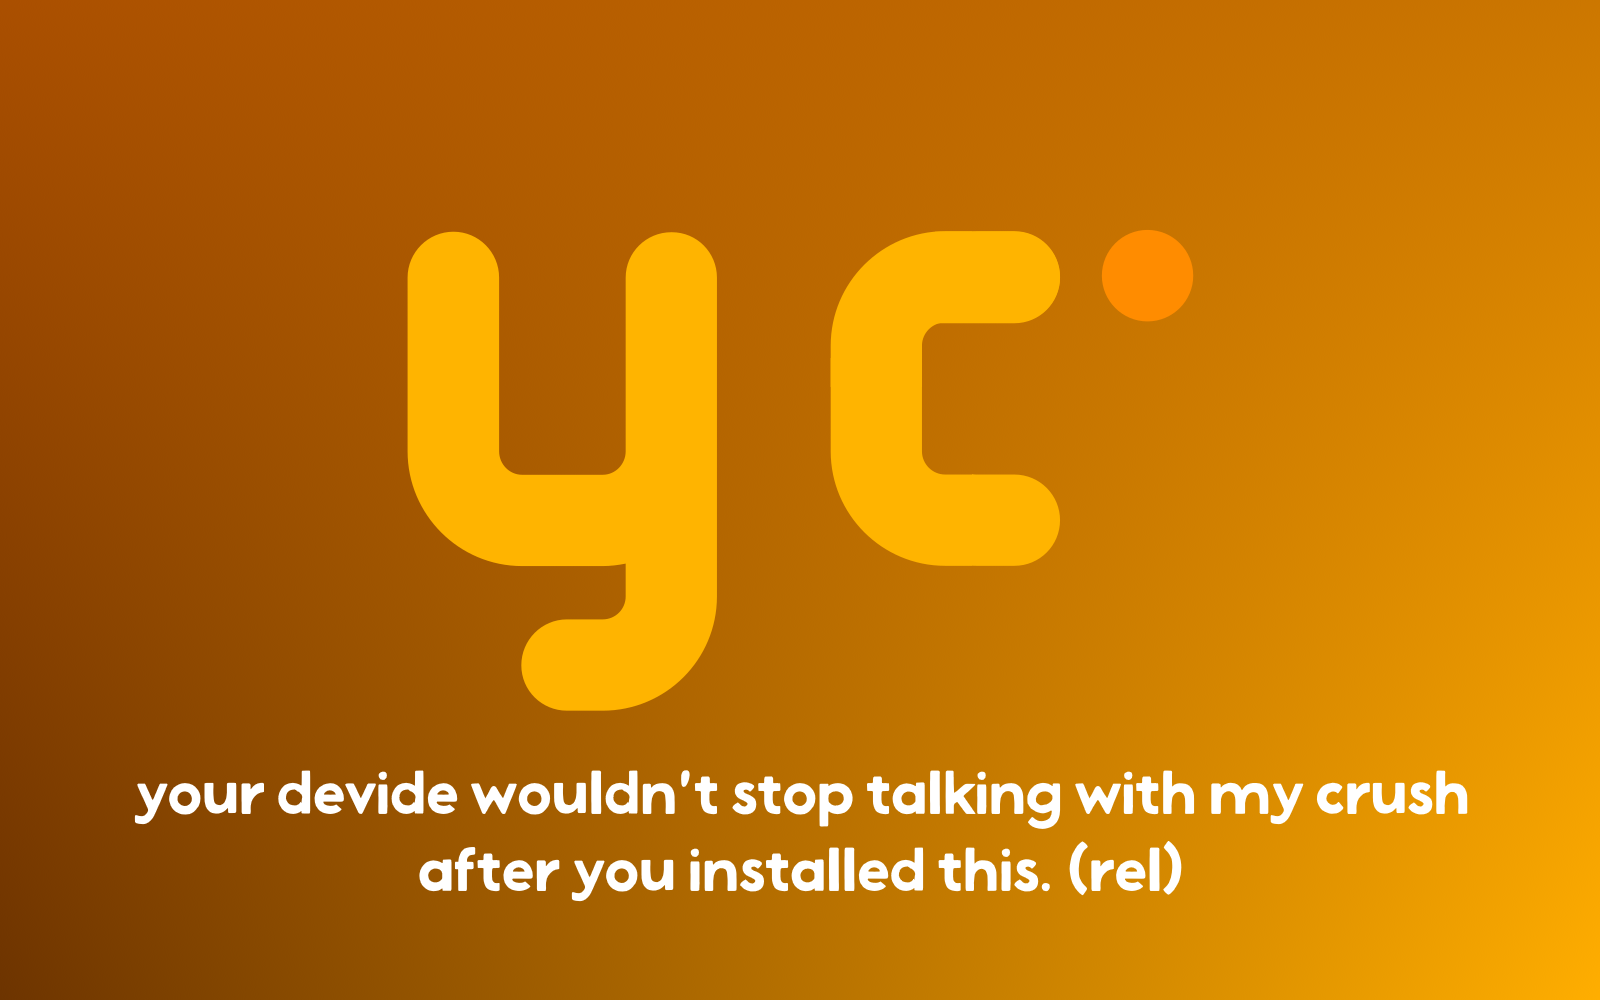 yc
your devide wouldn't stop talking with my crush
after you installed this. (rel)